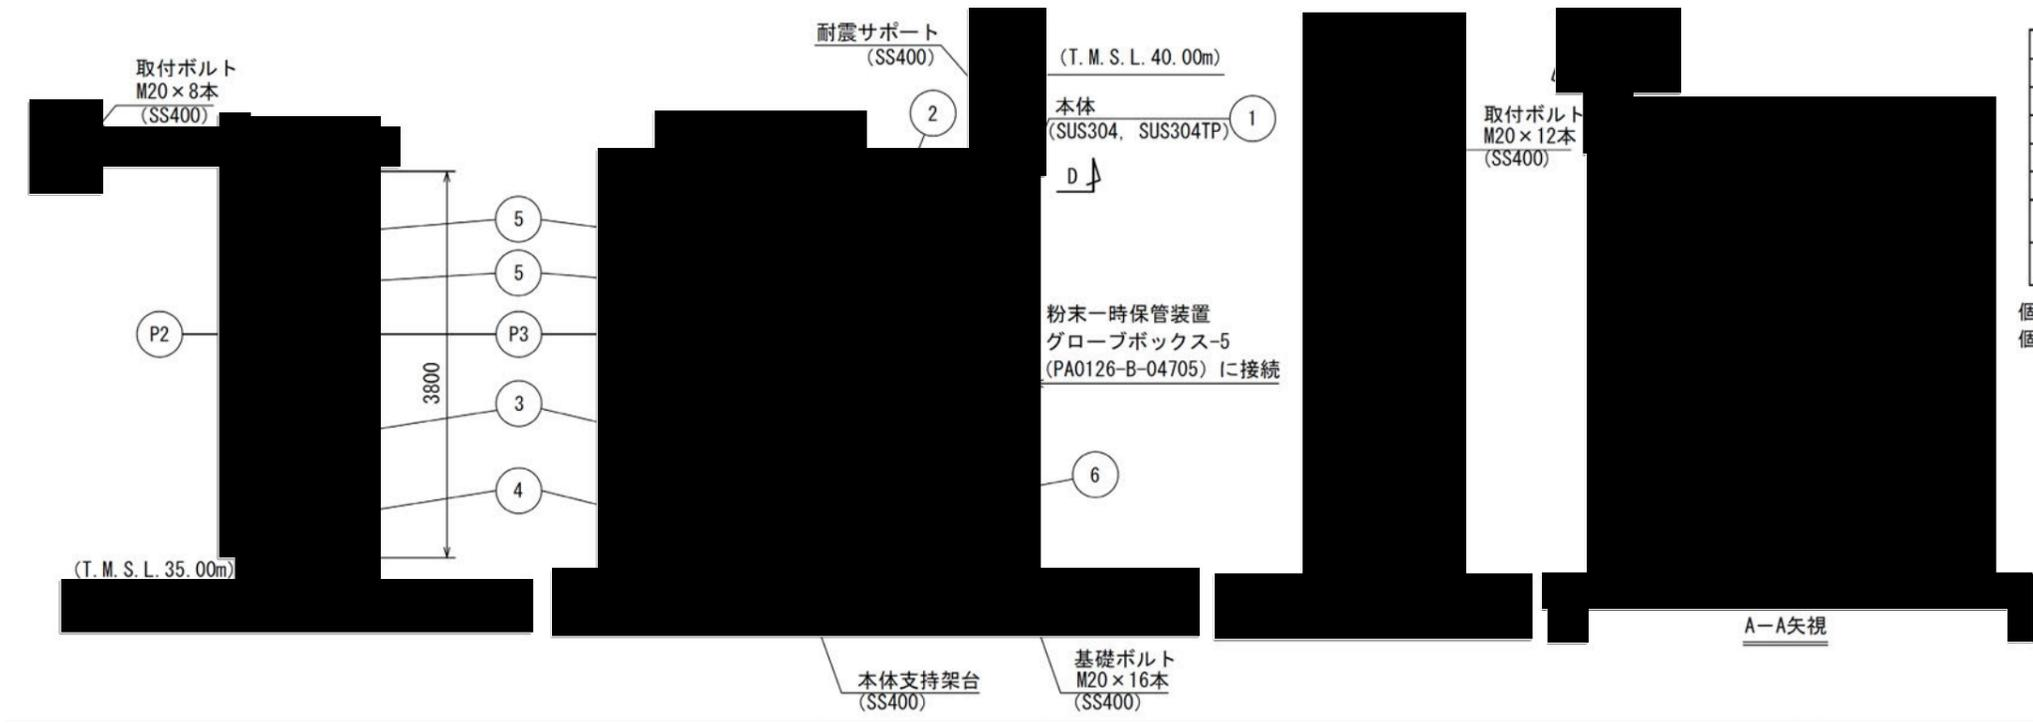 取付ボルト
M20×8本
(SS400)
耐震サポート
(SS400)
(T.M.S.L.40.00m)
2
本体
(SUS304, SUS304TP)
1
D
取付ボルト
M20×12本
(SS400)
5
5
P2
P3
3800
3
4
粉末一時保管装置
グローブボックス-5
(PA0126-B-04705) に接続
6
(T.M.S.L.35.00m)
本体支持架台
(SS400)
基礎ボルト
M20×16本
(SS400)
A-A矢視
個
個